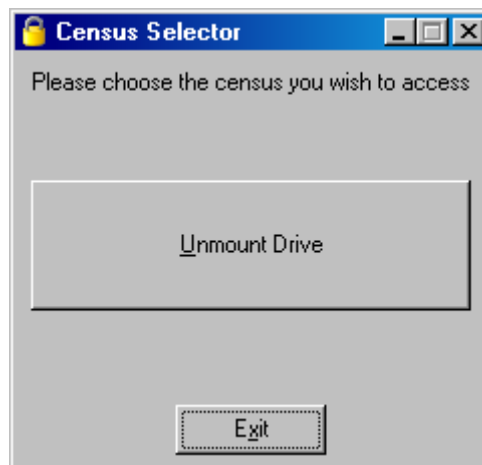 Census Selector
Please choose the census you wish to access
Unmount Drive
Exit